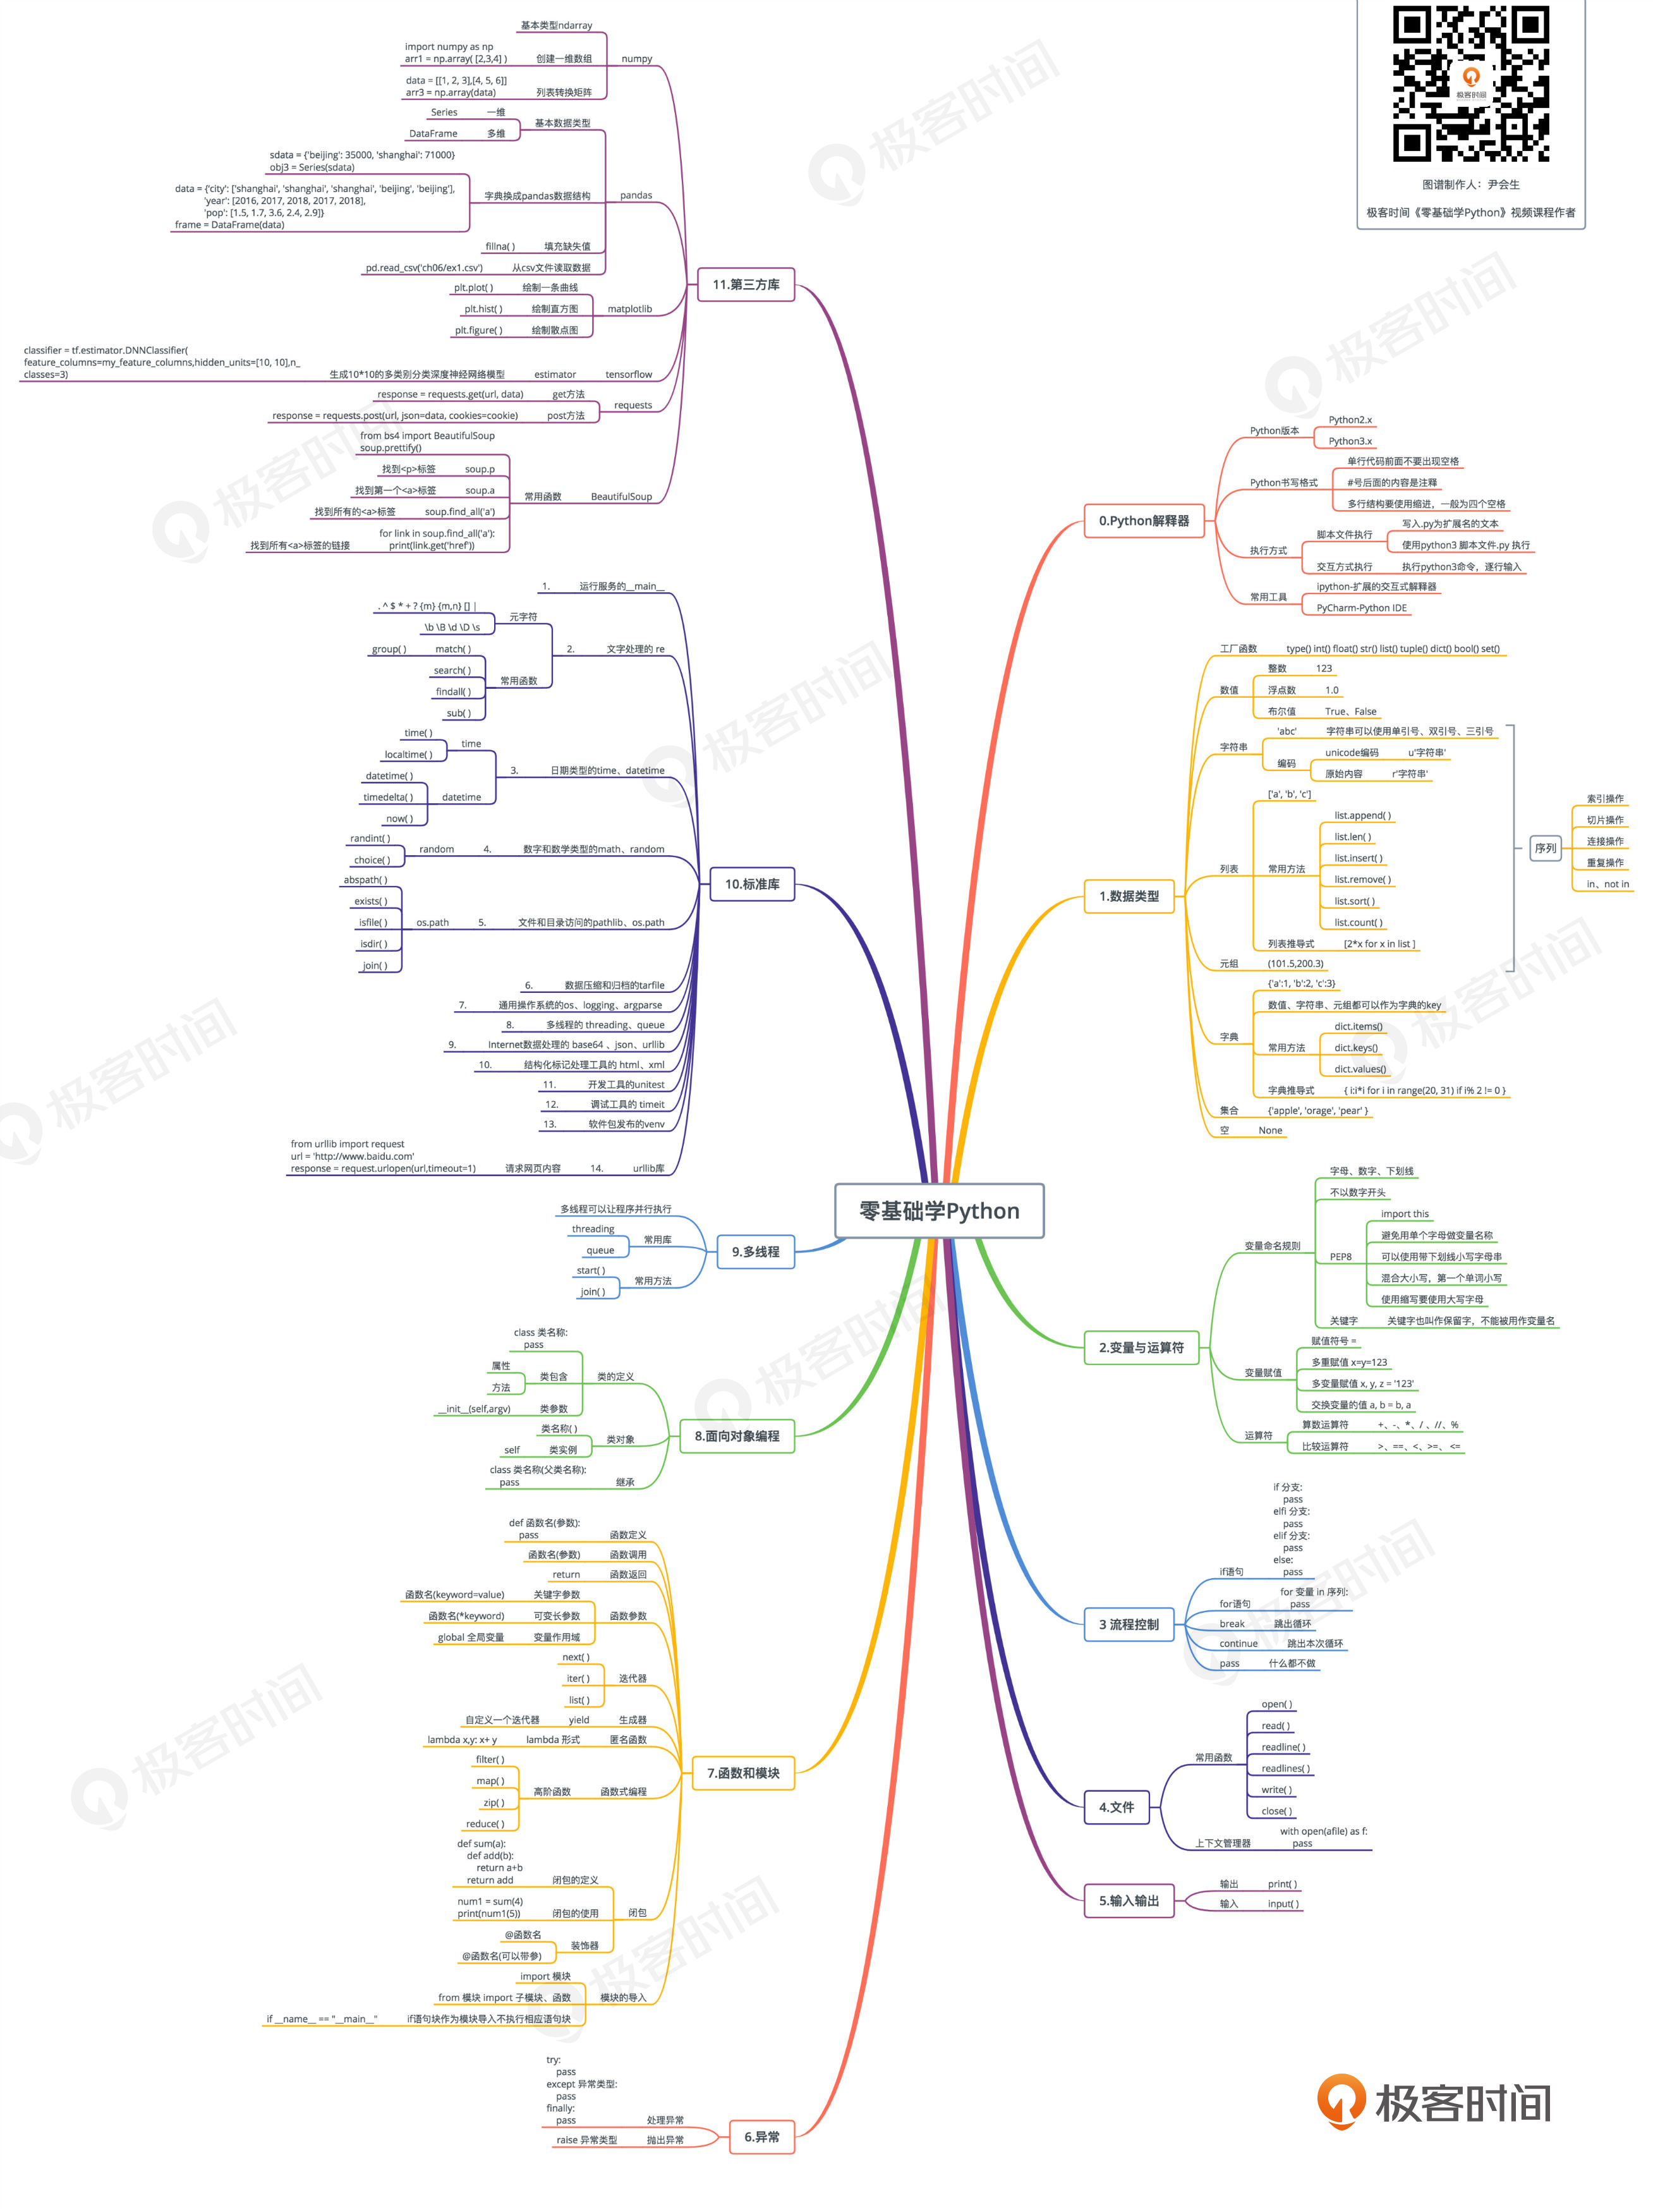 极客时间
图谱制作人：尹会生
极客时间《零基础学Python》视频课程作者
零基础学Python
0.Python解释器
Python版本
Python2.x
Python3.x
Python书写格式
单行代码前面不要出现空格
#号后面的内容是注释
多行结构要使用缩进，一般为四个空格
执行方式
脚本文件执行
写入.py为扩展名的文本
使用python3 脚本文件.py 执行
交互方式执行
执行python3命令，逐行输入
常用工具
ipython-扩展的交互式解释器
PyCharm-Python IDE
1.数据类型
工厂函数
type() int() float() str() list() tuple() dict() bool() set()
数值
整数 123
浮点数 1.0
布尔值 True、False
字符串
'abc' 字符串可以使用单引号、双引号、三引号
编码
unicode编码 u'字符串'
原始内容 r'字符串'
列表
['a', 'b', 'c']
常用方法
list.append( )
list.len( )
list.insert( )
list.remove( )
list.sort( )
list.count( )
列表推导式 [2*x for x in list ]
元组 (101.5,200.3)
序列
索引操作
切片操作
连接操作
重复操作
in、not in
字典
{'a':1, 'b':2, 'c':3}
数值、字符串、元组都可以作为字典的key
常用方法
dict.items()
dict.keys()
dict.values()
字典推导式 { i:i*i for i in range(20, 31) if i% 2 != 0 }
集合 {'apple', 'orage', 'pear' }
空 None
2.变量与运算符
变量命名规则
字母、数字、下划线
不以数字开头
PEP8
import this
避免用单个字母做变量名称
可以使用带下划线小写字母串
混合大小写，第一个单词小写
使用缩写要使用大写字母
关键字 关键字也叫作保留字，不能被用作变量名
变量赋值
赋值符号 =
多重赋值 x=y=123
多变量赋值 x, y, z = '123'
交换变量的值 a, b = b, a
运算符
算数运算符 +、-、*、/ 、//、%
比较运算符 >、==、<、>=、 <=
3 流程控制
if语句
if 分支:
pass
elfi 分支:
pass
elif 分支:
pass
else:
pass
for语句
for 变量 in 序列:
pass
break 跳出循环
continue 跳出本次循环
pass 什么都不做
4.文件
常用函数
open( )
read( )
readline( )
readlines( )
write( )
close( )
上下文管理器
with open(afile) as f:
pass
5.输入输出
输出 print( )
输入 input( )
11.第三方库
numpy
基本类型ndarray
import numpy as np
arr1 = np.array( [2,3,4] ) 创建一维数组
data = [[1, 2, 3],[4, 5, 6]]
arr3 = np.array(data) 列表转换矩阵
pandas
基本数据类型
Series 一维
DataFrame 多维
字典换成pandas数据结构
sdata = {'beijing': 35000, 'shanghai': 71000}
obj3 = Series(sdata)
data = {'city': ['shanghai', 'shanghai', 'shanghai', 'beijing', 'beijing'],
'year': [2016, 2017, 2018, 2017, 2018],
'pop': [1.5, 1.7, 3.6, 2.4, 2.9]}
frame = DataFrame(data)
fillna( ) 填充缺失值
pd.read_csv('ch06/ex1.csv') 从csv文件读取数据
matplotlib
plt.plot( ) 绘制一条曲线
plt.hist( ) 绘制直方图
plt.figure( ) 绘制散点图
tensorflow
estimator
生成10*10的多类别分类深度神经网络模型
classifier = tf.estimator.DNNClassifier(
feature_columns=my_feature_columns,hidden_units=[10, 10],n_
classes=3)
requests
response = requests.get(url, data) get方法
response = requests.post(url, json=data, cookies=cookie) post方法
BeautifulSoup
常用函数
from bs4 import BeautifulSoup
soup.prettify()
找到<p>标签 soup.p
找到第一个<a>标签 soup.a
找到所有的<a>标签 soup.find_all('a')
找到所有<a>标签的链接
for link in soup.find_all('a'):
print(link.get('href'))
10.标准库
1. 运行服务的__main__
2. 文字处理的 re
元字符
. ^ $ * + ? {m} {m,n} [] |
\b \B \d \D \s
常用函数
group( ) match( )
search( )
findall( )
sub( )
3. 日期类型的time、datetime
time
time( )
localtime( )
datetime
datetime( )
timedelta( )
now( )
4. 数字和数学类型的math、random
random
randint( )
choice( )
5. 文件和目录访问的pathlib、os.path
os.path
abspath( )
exists( )
isfile( )
isdir( )
join( )
6. 数据压缩和归档的tarfile
7. 通用操作系统的os、logging、argparse
8. 多线程的 threading、queue
9. Internet数据处理的 base64 、json、urllib
10. 结构化标记处理工具的 html、xml
11. 开发工具的unitest
12. 调试工具的 timeit
13. 软件包发布的venv
14. urllib库
请求网页内容
from urllib import request
url = 'http://www.baidu.com'
response = request.urlopen(url,timeout=1)
9.多线程
多线程可以让程序并行执行
常用库
threading
queue
常用方法
start( )
join( )
8.面向对象编程
类的定义
class 类名称:
pass
类包含
属性
方法
__init__(self,argv) 类参数
类对象
类名称( )
self 类实例
继承
class 类名称(父类名称):
pass
7.函数和模块
函数定义
def 函数名(参数):
pass
函数名(参数) 函数调用
return 函数返回
函数参数
函数名(keyword=value) 关键字参数
函数名(*keyword) 可变长参数
global 全局变量 变量作用域
迭代器
next( )
iter( )
list( )
自定义一个迭代器 yield 生成器
lambda x,y: x+ y lambda 形式 匿名函数
函数式编程
高阶函数
filter( )
map( )
zip( )
reduce( )
闭包
闭包的定义
def sum(a):
def add(b):
return a+b
return add
闭包的使用
num1 = sum(4)
print(num1(5))
装饰器
@函数名
@函数名(可以带参)
模块的导入
import 模块
from 模块 import 子模块、函数
if __name__ == "__main__" if语句块作为模块导入不执行相应语句块
6.异常
处理异常
try:
pass
except 异常类型:
pass
finally:
pass
raise 异常类型 抛出异常
极客时间